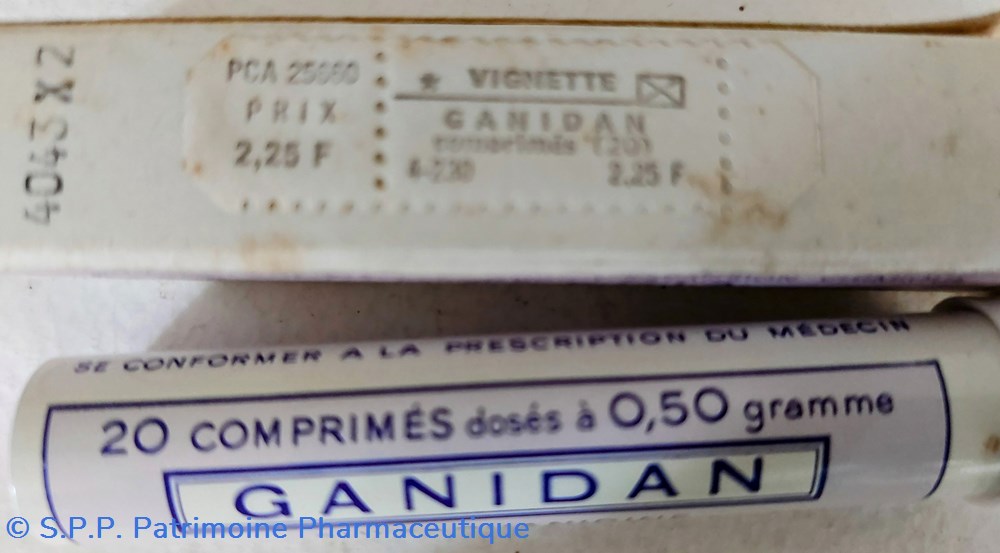 4043 X 2
PCA
PRIX
2,25 F
VIGNETTE
GANIDAN
comprimés (20)
2,25 F
SE CONFORMER A LA PRESCRIPTION DU MÉDECIN
20 COMPRIMÉS dosés à 0,50 gramme
GANIDAN
© S.P.P. Patrimoine Pharmaceutique